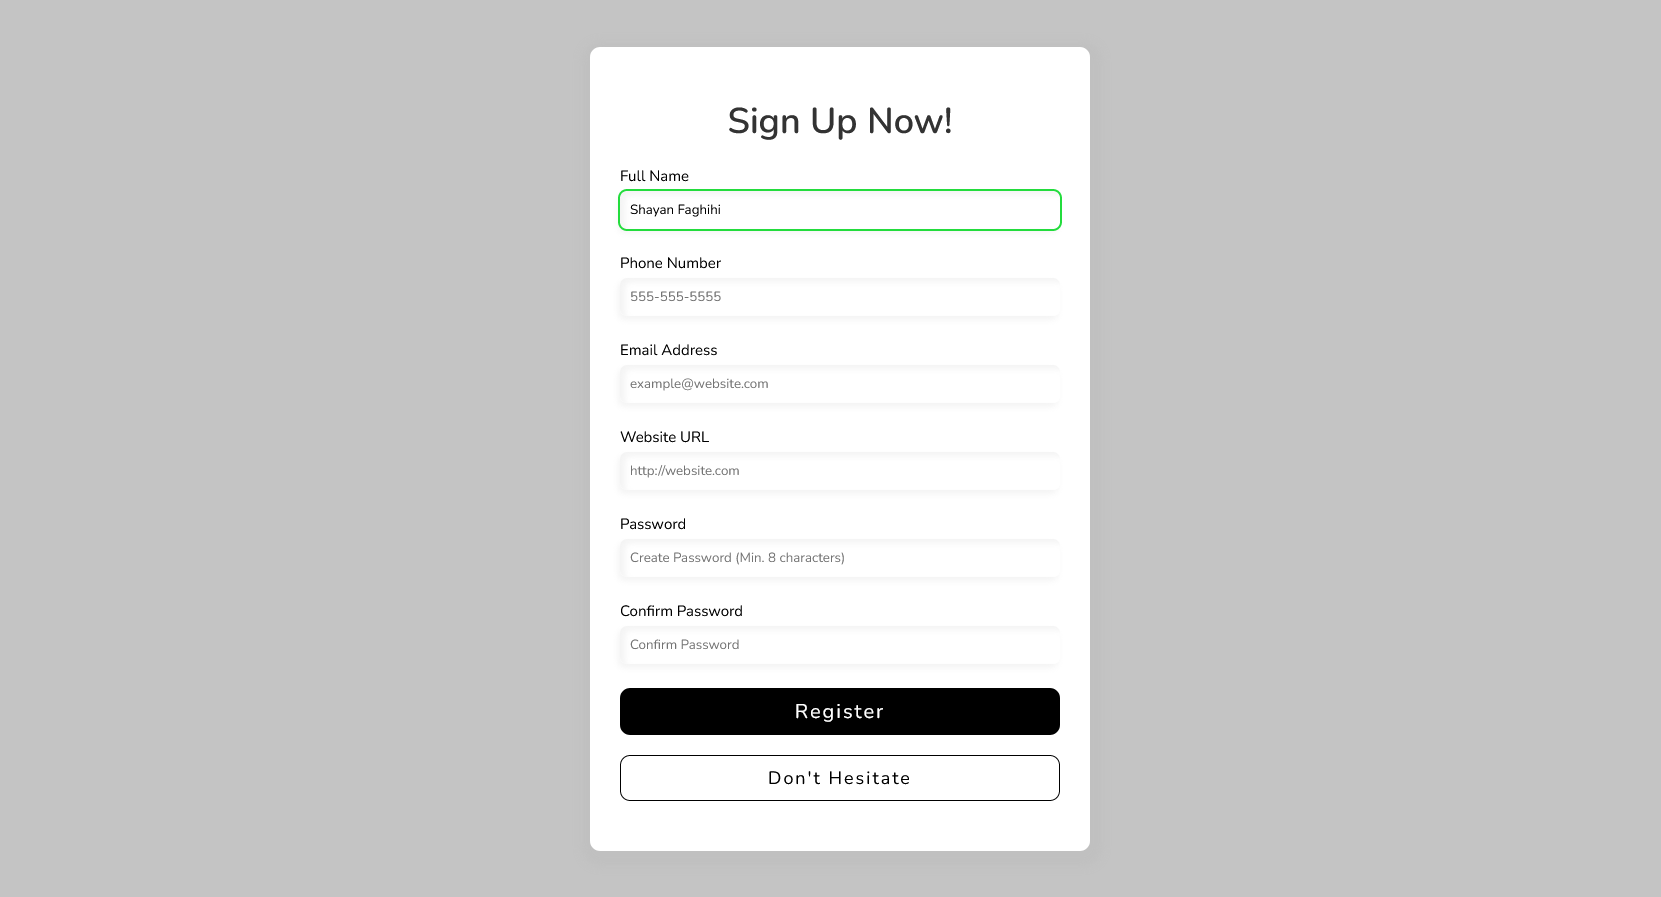 Sign Up Now!
Full Name
Shayan Faghihi
Phone Number
555-555-5555
Email Address
example@website.com
Website URL
http://website.com
Password
Create Password (Min. 8 characters)
Confirm Password
Confirm Password
Register
Don't Hesitate